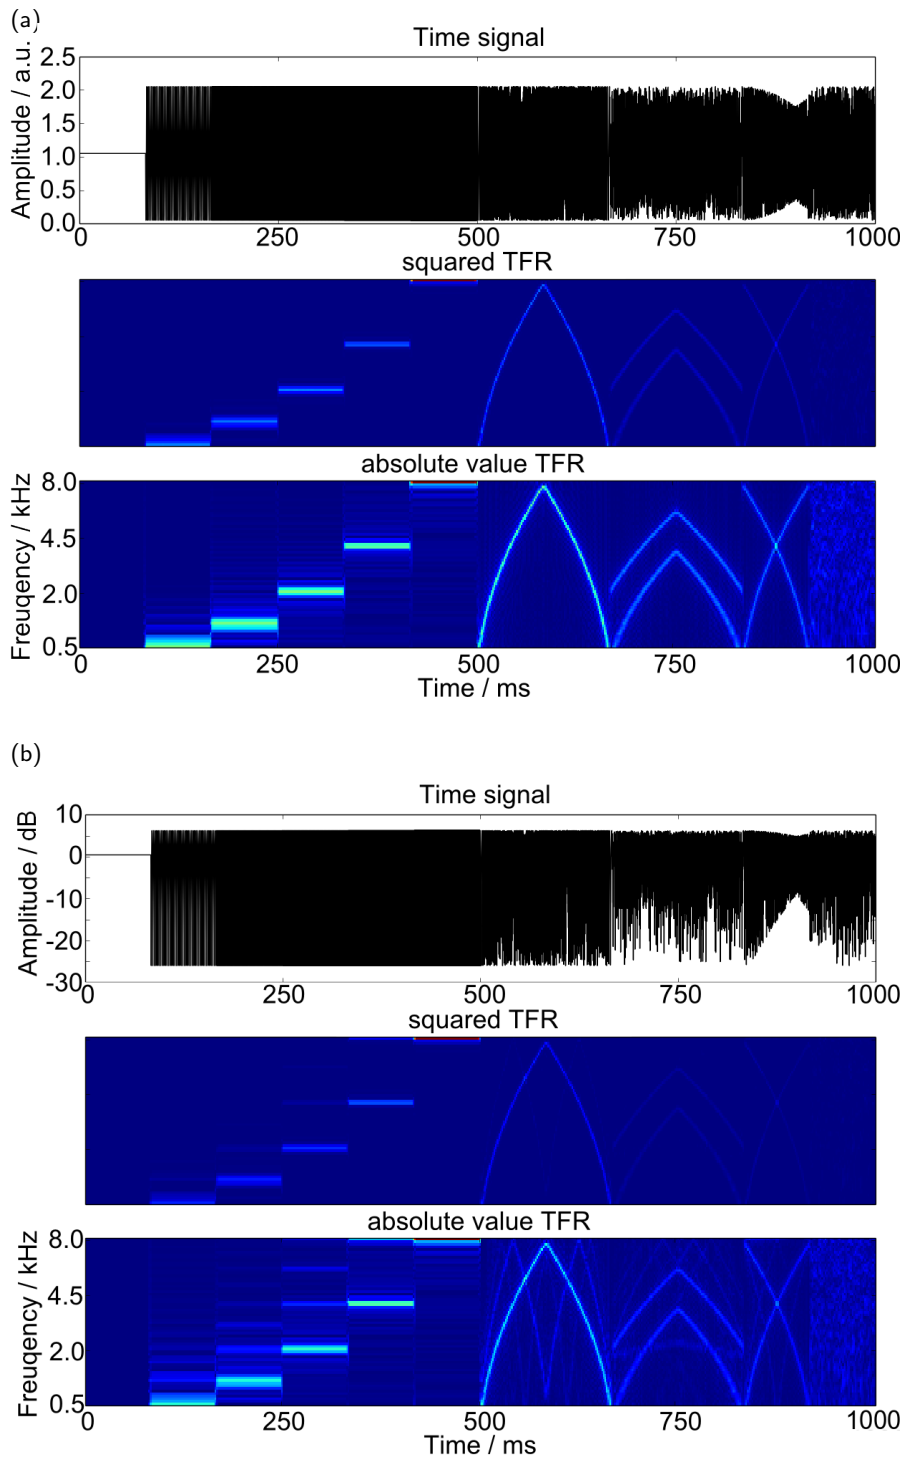 (a)
Time signal
Amplitude / a.u.
2.5
2.0
1.5
1.0
0.5
0.0
0 250 500 750 1000
squared TFR
absolute value TFR
Freuqency / kHz
8.0
4.5
2.0
0.5
0 250 500 750 1000
Time / ms
(b)
Time signal
Amplitude / dB
10
0
-10
-20
-30
0 250 500 750 1000
squared TFR
absolute value TFR
Freuqency / kHz
8.0
4.5
2.0
0.5
0 250 500 750 1000
Time / ms